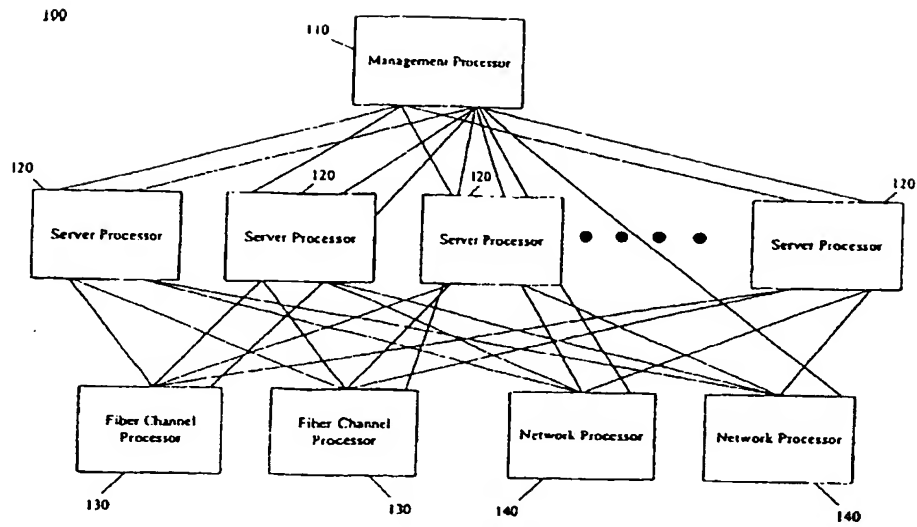 100
110
Management Processor
120
120
120
120
Server Processor
Server Processor
Server Processor
Server Processor
Fiber Channel
Processor
Fiber Channel
Processor
Network Processor
Network Processor
130
130
140
140